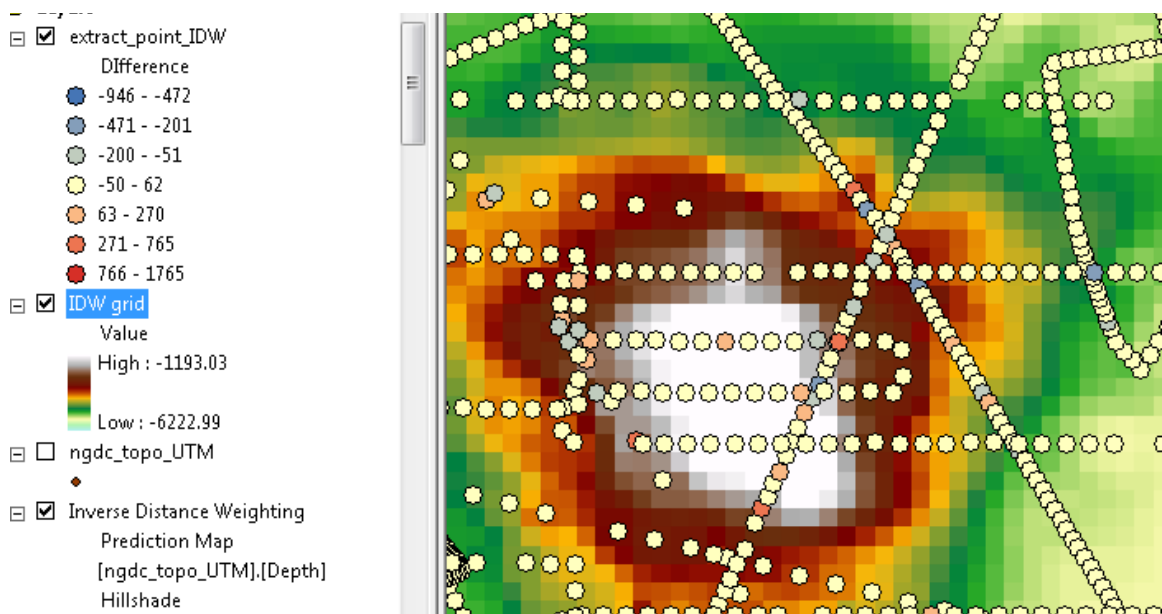 extract_point_IDW
DIfference
-946 - -472
-471 - -201
-200 - -51
-50 - 62
63 - 270
271 - 765
766 - 1765
IDW grid
Value
High : -1193.03
Low : -6222.99
ngdc_topo_UTM
Inverse Distance Weighting
Prediction Map
[ngdc_topo_UTM].[Depth]
Hillshade